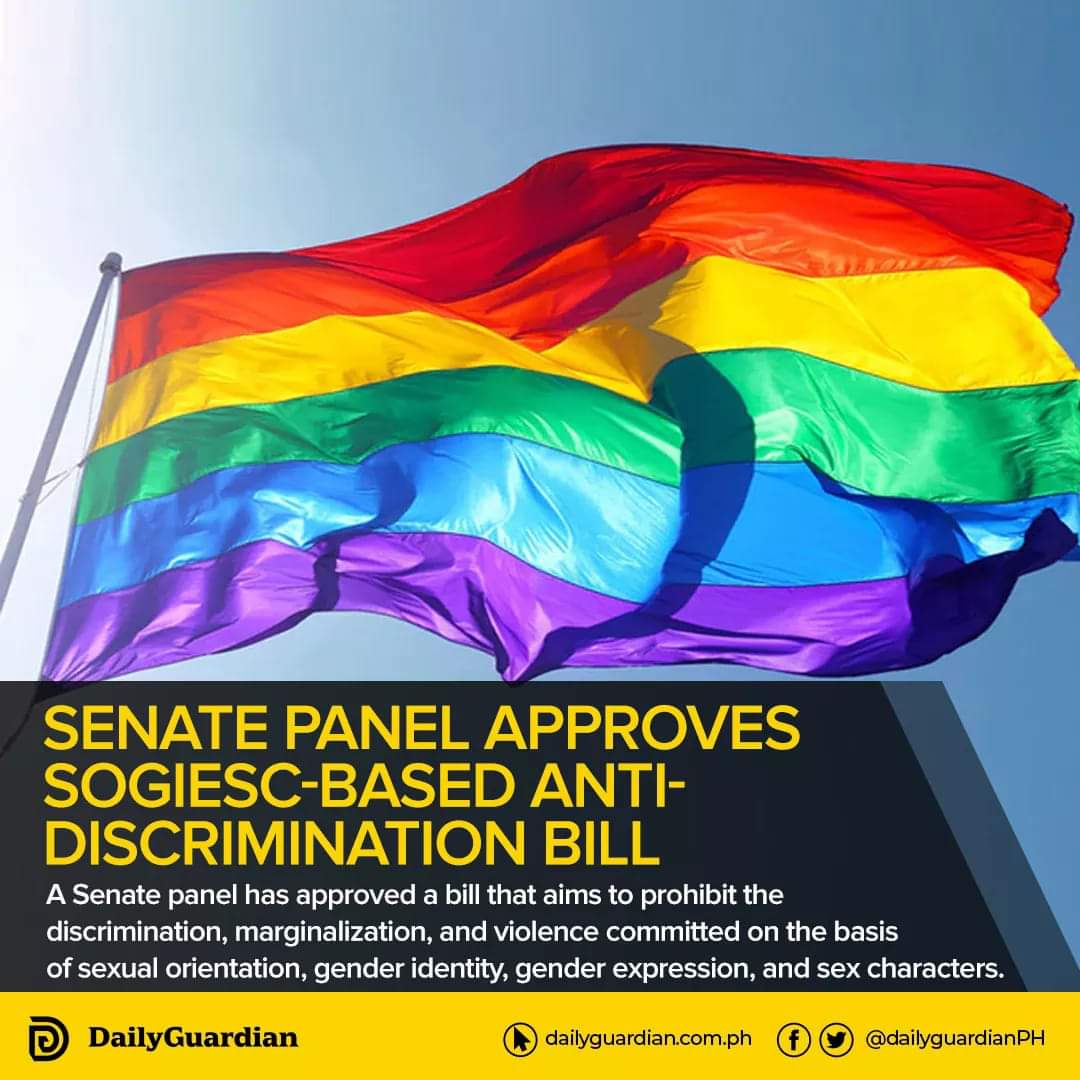 SENATE PANEL APPROVES
SOGIESC-BASED ANTI-
DISCRIMINATION BILL
A Senate panel has approved a bill that aims to prohibit the
discrimination, marginalization, and violence committed on the basis
of sexual orientation, gender identity, gender expression, and sex characters.
DailyGuardian
dailyguardian.com.ph
@dailyguardianPH